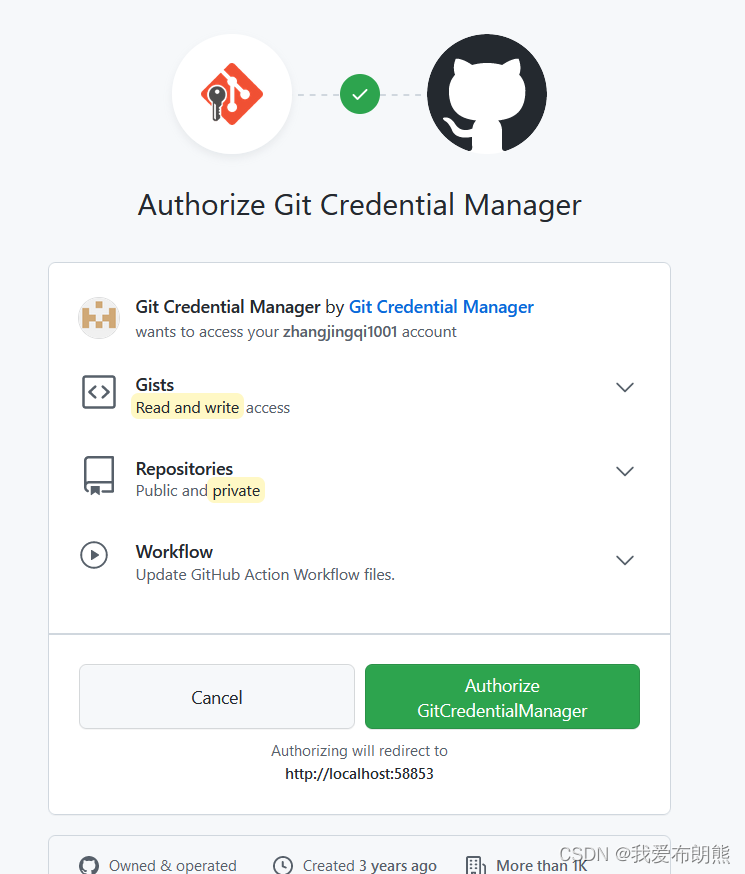 Authorize Git Credential Manager
Git Credential Manager by Git Credential Manager
wants to access your zhangjingqi1001 account
Gists
Read and write access
Repositories
Public and private
Workflow
Update GitHub Action Workflow files.
Cancel
Authorize
GitCredentialManager
Authorizing will redirect to
http://localhost:58853
Owned & operated
Created 3 years ago
More than 1K
CSDN @我爱布朗熊